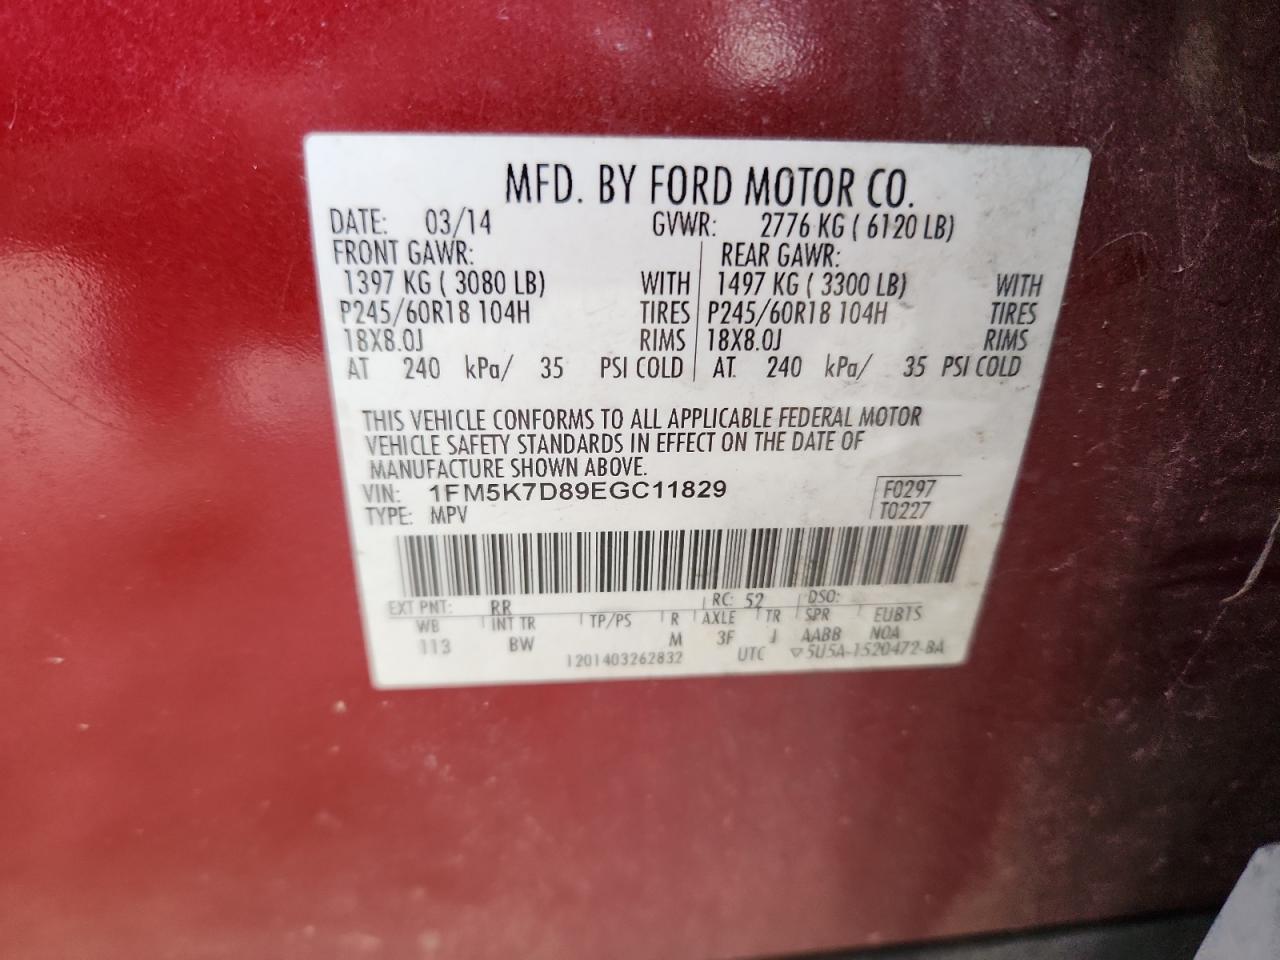 MFD. BY FORD MOTOR CO.
DATE: 03/14 GVWR: 2776 KG ( 6120 LB)
FRONT GAWR: REAR GAWR:
1397 KG ( 3080 LB) WITH 1497 KG ( 3300 LB) WITH
P245/60R18 104H TIRES P245/60R18 104H TIRES
18X8.0J RIMS 18X8.0J RIMS
AT 240 kPa/ 35 PSI COLD AT 240 kPa/ 35 PSI COLD
THIS VEHICLE CONFORMS TO ALL APPLICABLE FEDERAL MOTOR
VEHICLE SAFETY STANDARDS IN EFFECT ON THE DATE OF
MANUFACTURE SHOWN ABOVE.
VIN: 1FM5K7D89EGC11829 F0297
TYPE: MPV T0227
EXT PNT: RR RC: 52 DSO:
WB INT TR TP/PS R AXLE TR SPR EUBTS
113 BW M 3F J AABB NOA
1201403262832 UTC ▽5U5A-1520472-BA